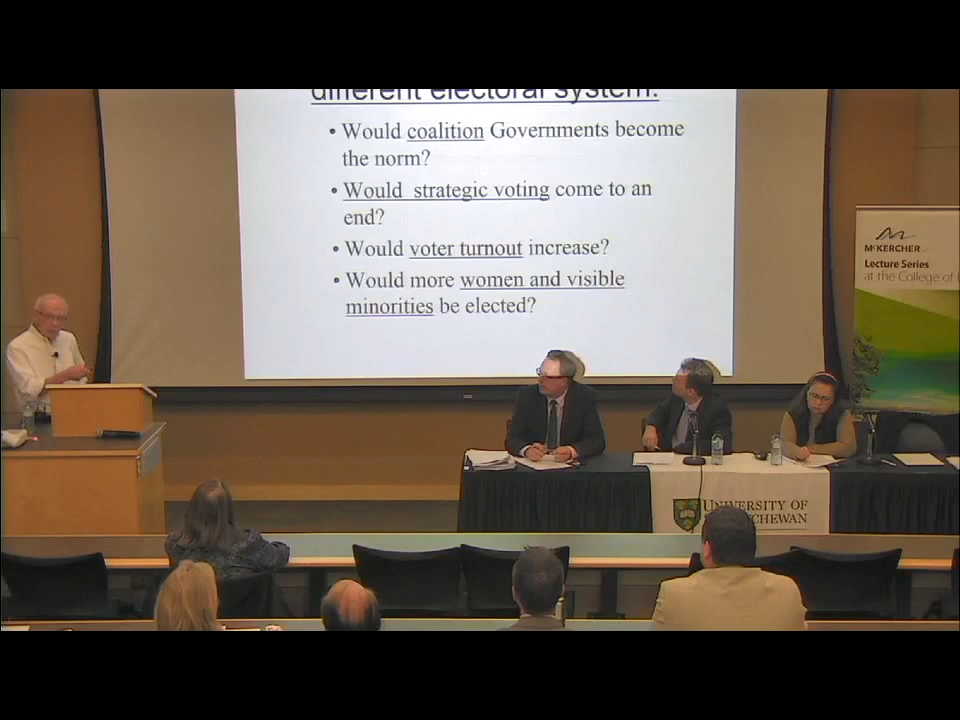 different electoral system?
• Would coalition Governments become
the norm?
• Would strategic voting come to an
end?
• Would voter turnout increase?
• Would more women and visible
minorities be elected?
MCKERCHER
Lecture Series
at the College of
UNIVERSITY OF